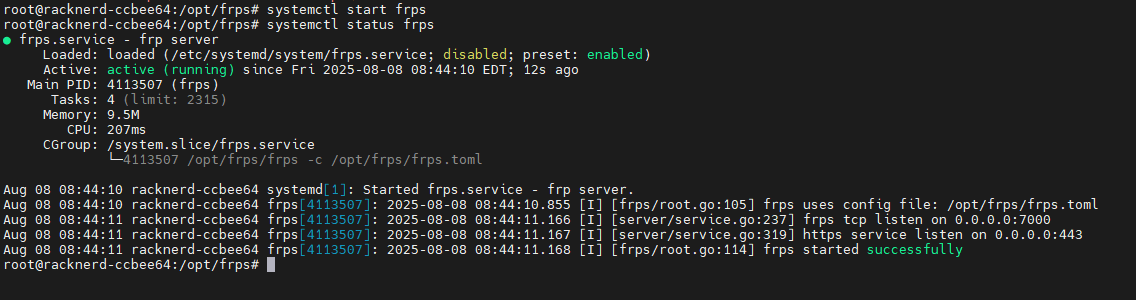 root@racknerd-ccbee64:/opt/frps# systemctl start frps
root@racknerd-ccbee64:/opt/frps# systemctl status frps
● frps.service - frp server
     Loaded: loaded (/etc/systemd/system/frps.service; disabled; preset: enabled)
     Active: active (running) since Fri 2025-08-08 08:44:10 EDT; 12s ago
   Main PID: 4113507 (frps)
      Tasks: 4 (limit: 2315)
     Memory: 9.5M
        CPU: 207ms
     CGroup: /system.slice/frps.service
             └─4113507 /opt/frps/frps -c /opt/frps/frps.toml

Aug 08 08:44:10 racknerd-ccbee64 systemd[1]: Started frps.service - frp server.
Aug 08 08:44:10 racknerd-ccbee64 frps[4113507]: 2025-08-08 08:44:10.855 [I] [frps/root.go:105] frps uses config file: /opt/frps/frps.toml
Aug 08 08:44:11 racknerd-ccbee64 frps[4113507]: 2025-08-08 08:44:11.166 [I] [server/service.go:237] frps tcp listen on 0.0.0.0:7000
Aug 08 08:44:11 racknerd-ccbee64 frps[4113507]: 2025-08-08 08:44:11.167 [I] [server/service.go:319] https service listen on 0.0.0.0:443
Aug 08 08:44:11 racknerd-ccbee64 frps[4113507]: 2025-08-08 08:44:11.168 [I] [frps/root.go:114] frps started successfully
root@racknerd-ccbee64:/opt/frps#